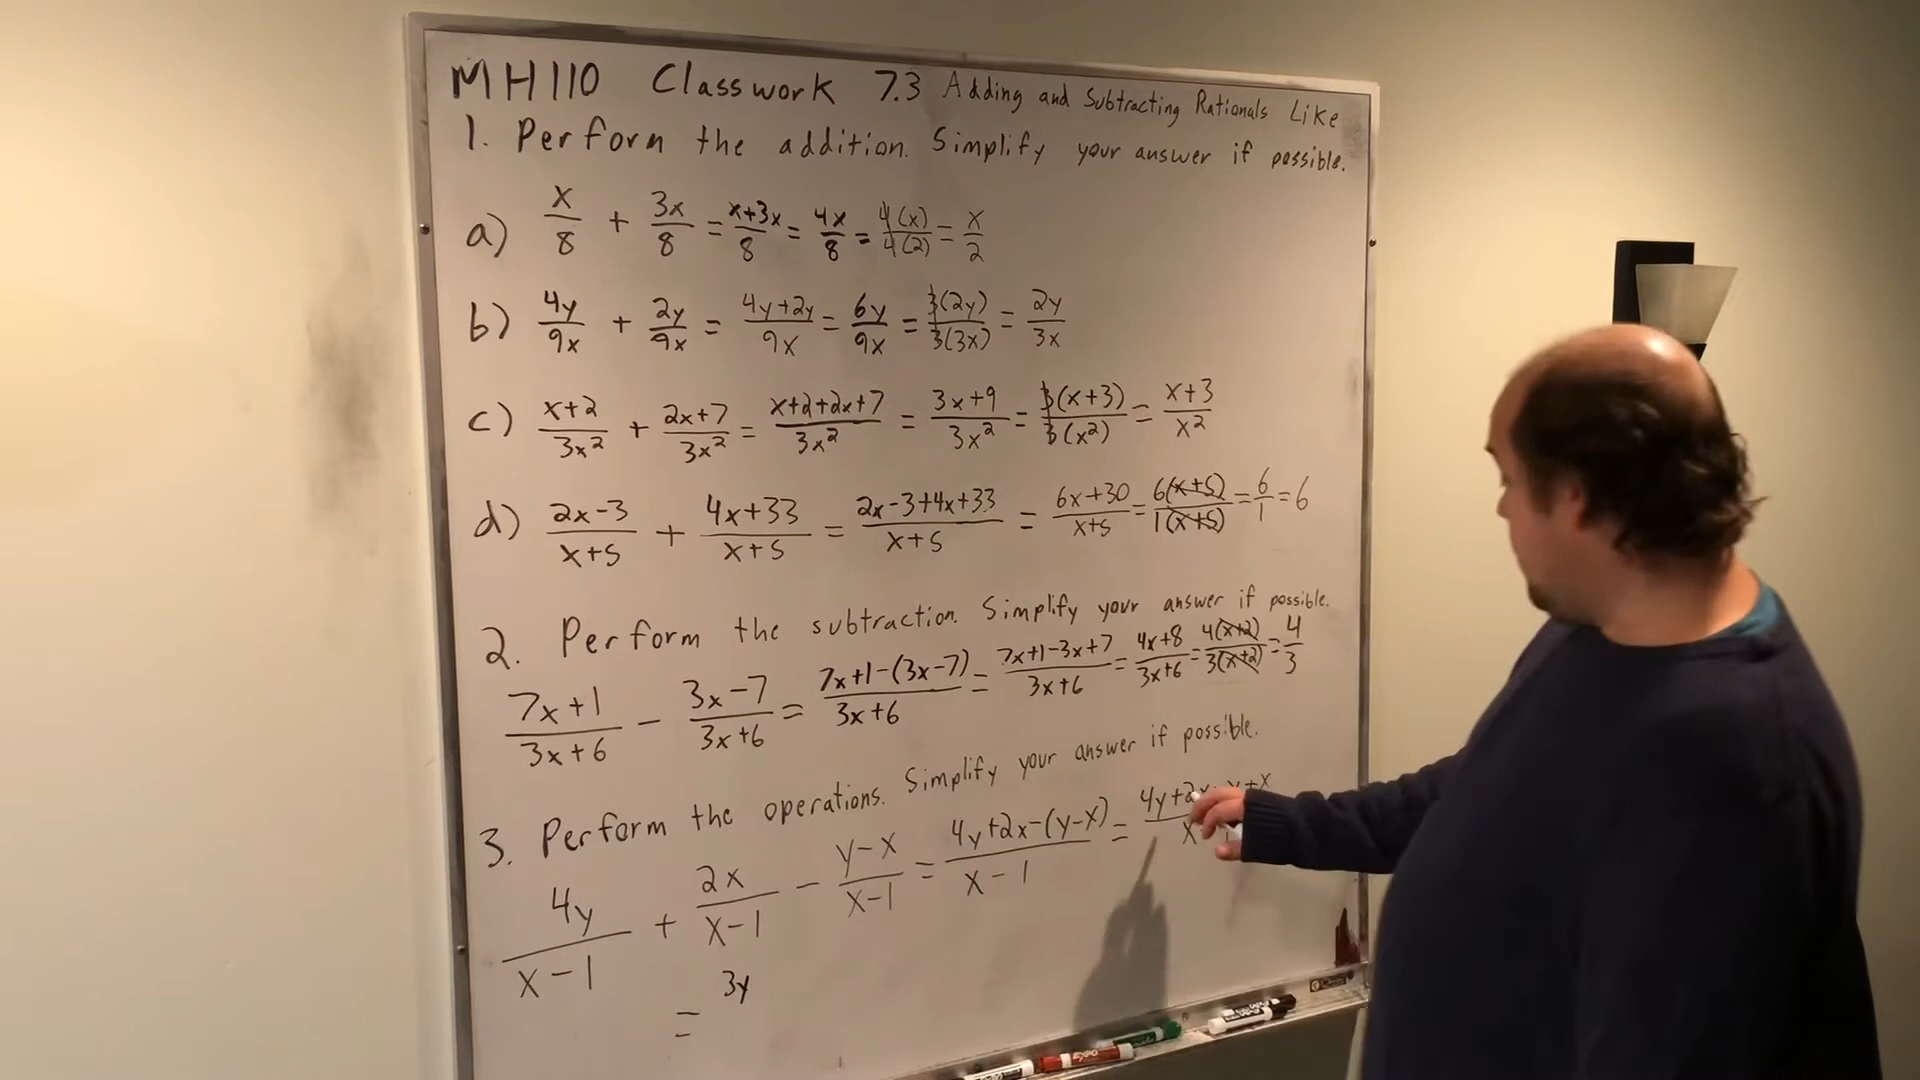 MH110 Classwork 7.3 Adding and Subtracting Rationals Like
1. Perform the addition. Simplify your answer if possible.
a) x/8 + 3x/8 = x+3x/8 = 4x/8 = 4(x)/4(2) = x/2
b) 4y/9x + 2y/9x = 4y+2y/9x = 6y/9x = 3(2y)/3(3x) = 2y/3x
c) x+2/3x² + 2x+7/3x² = x+2+2x+7/3x² = 3x+9/3x² = 3(x+3)/3(x²) = x+3/x²
d) 2x-3/x+5 + 4x+33/x+5 = 2x-3+4x+33/x+5 = 6x+30/x+5 = 6(x+5)/1(x+5) = 6/1 = 6
2. Perform the subtraction. Simplify your answer if possible.
7x+1/3x+6 - 3x-7/3x+6 = 7x+1-(3x-7)/3x+6 = 7x+1-3x+7/3x+6 = 4x+8/3x+6 = 4(x+2)/3(x+2) = 4/3
3. Perform the operations. Simplify your answer if possible.
4y/x-1 + 2x/x-1 - y-x/x-1 = 4y+2x-(y-x)/x-1 = 4y+2
= 3y
Expo